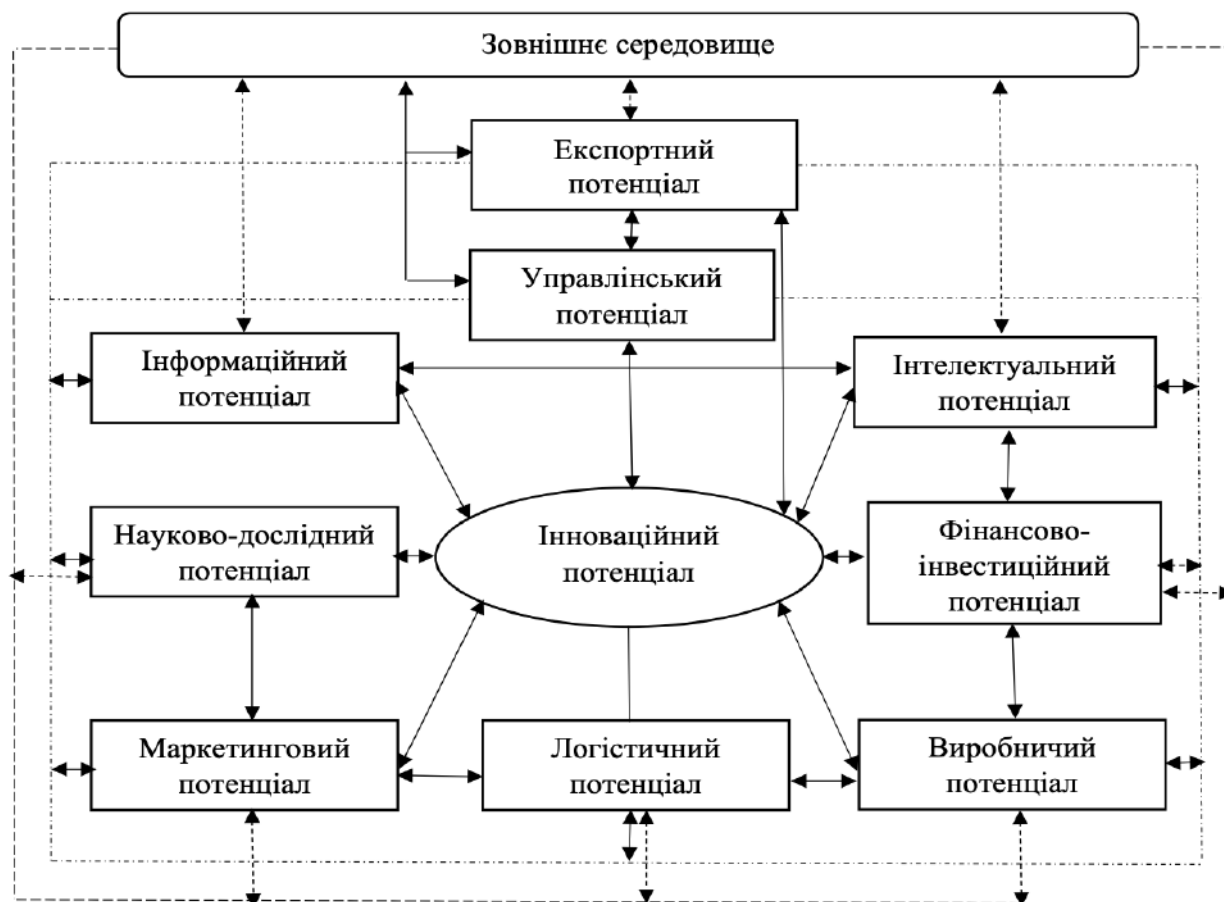 Зовнішнє середовище
Експортний
потенціал
Управлінський
потенціал
Інформаційний
потенціал
Інтелектуальний
потенціал
Науково-дослідний
потенціал
Інноваційний
потенціал
Фінансово-
інвестиційний
потенціал
Маркетинговий
потенціал
Логістичний
потенціал
Виробничий
потенціал